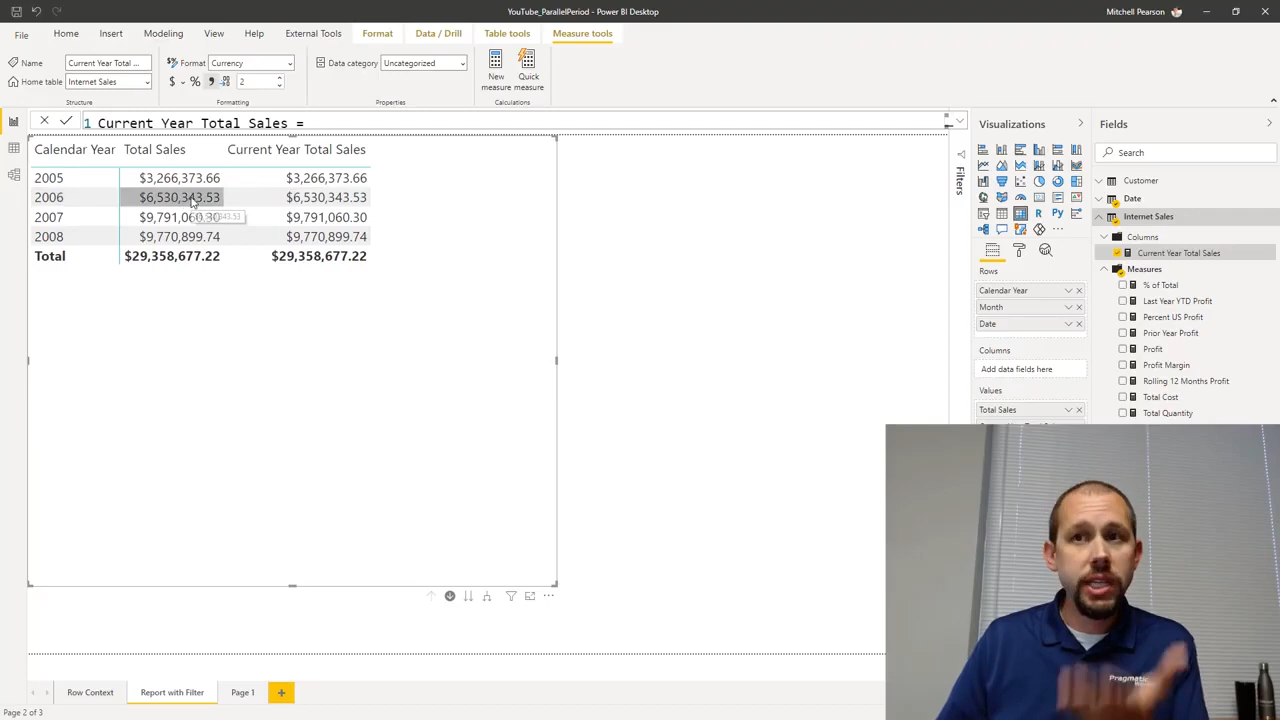 YouTube_ParallelPeriod - Power BI Desktop
Mitchell Pearson
File Home Insert Modeling View Help External Tools Format Data / Drill Table tools Measure tools
Name Current Year Total ...
Home table Internet Sales
Structure
Format Currency
$ % 2
Formatting
Data category Uncategorized
Properties
New measure
Quick measure
Calculations
1 Current Year Total Sales =
Calendar Year Total Sales Current Year Total Sales
2005 $3,266,373.66 $3,266,373.66
2006 $6,530,343.53 $6,530,343.53
2007 $9,791,060.30 $9,791,060.30
2008 $9,770,899.74 $9,770,899.74
Total $29,358,677.22 $29,358,677.22
Filters
Visualizations
R Py
Rows
Calendar Year
Month
Date
Columns
Add data fields here
Values
Total Sales
Fields
Search
Customer
Date
Internet Sales
Columns
Current Year Total Sales
Measures
% of Total
Last Year YTD Profit
Percent US Profit
Prior Year Profit
Profit
Profit Margin
Rolling 12 Months Profit
Total Cost
Total Quantity
Pragmatic
Row Context Report with Filter Page 1
Page 2 of 3